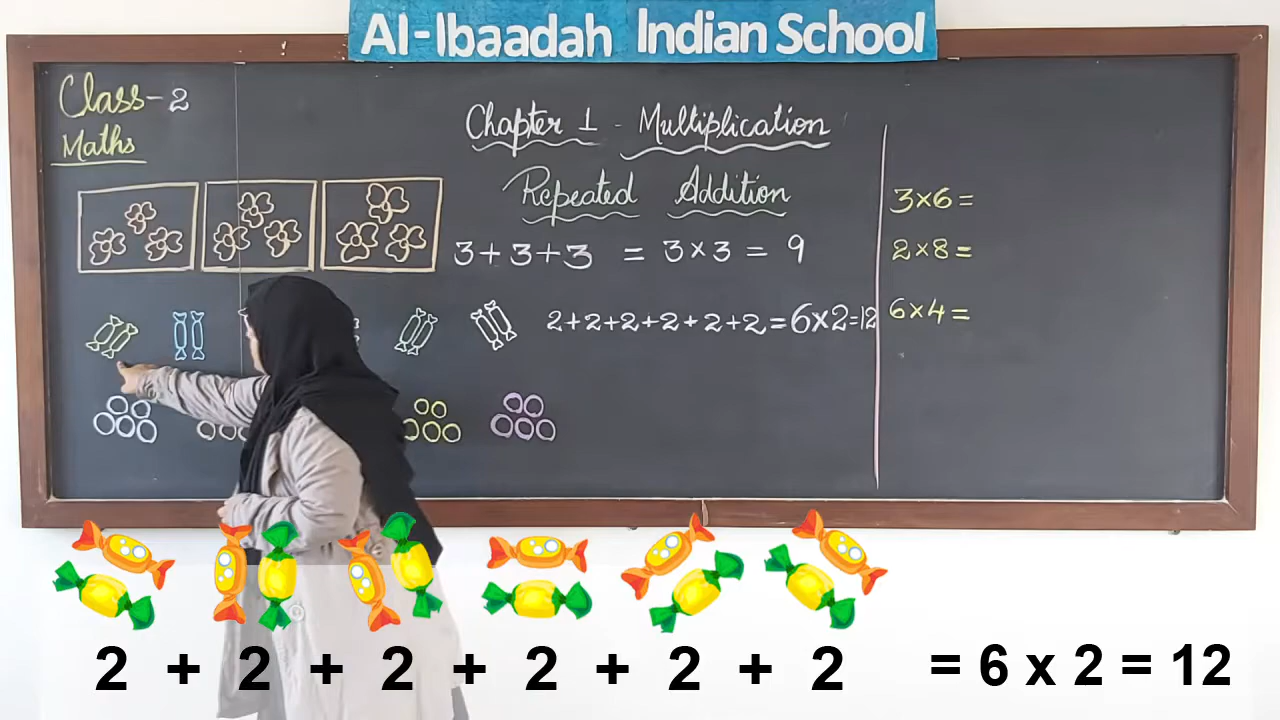 Al-Ibaadah Indian School
Class-2
Maths
Chapter 1 - Multiplication
Repeated Addition
3+3+3 = 3×3 = 9
2+2+2+2+2+2=6×2=12
3×6=
2×8=
6×4=
2 + 2 + 2 + 2 + 2 + 2 = 6 x 2 = 12